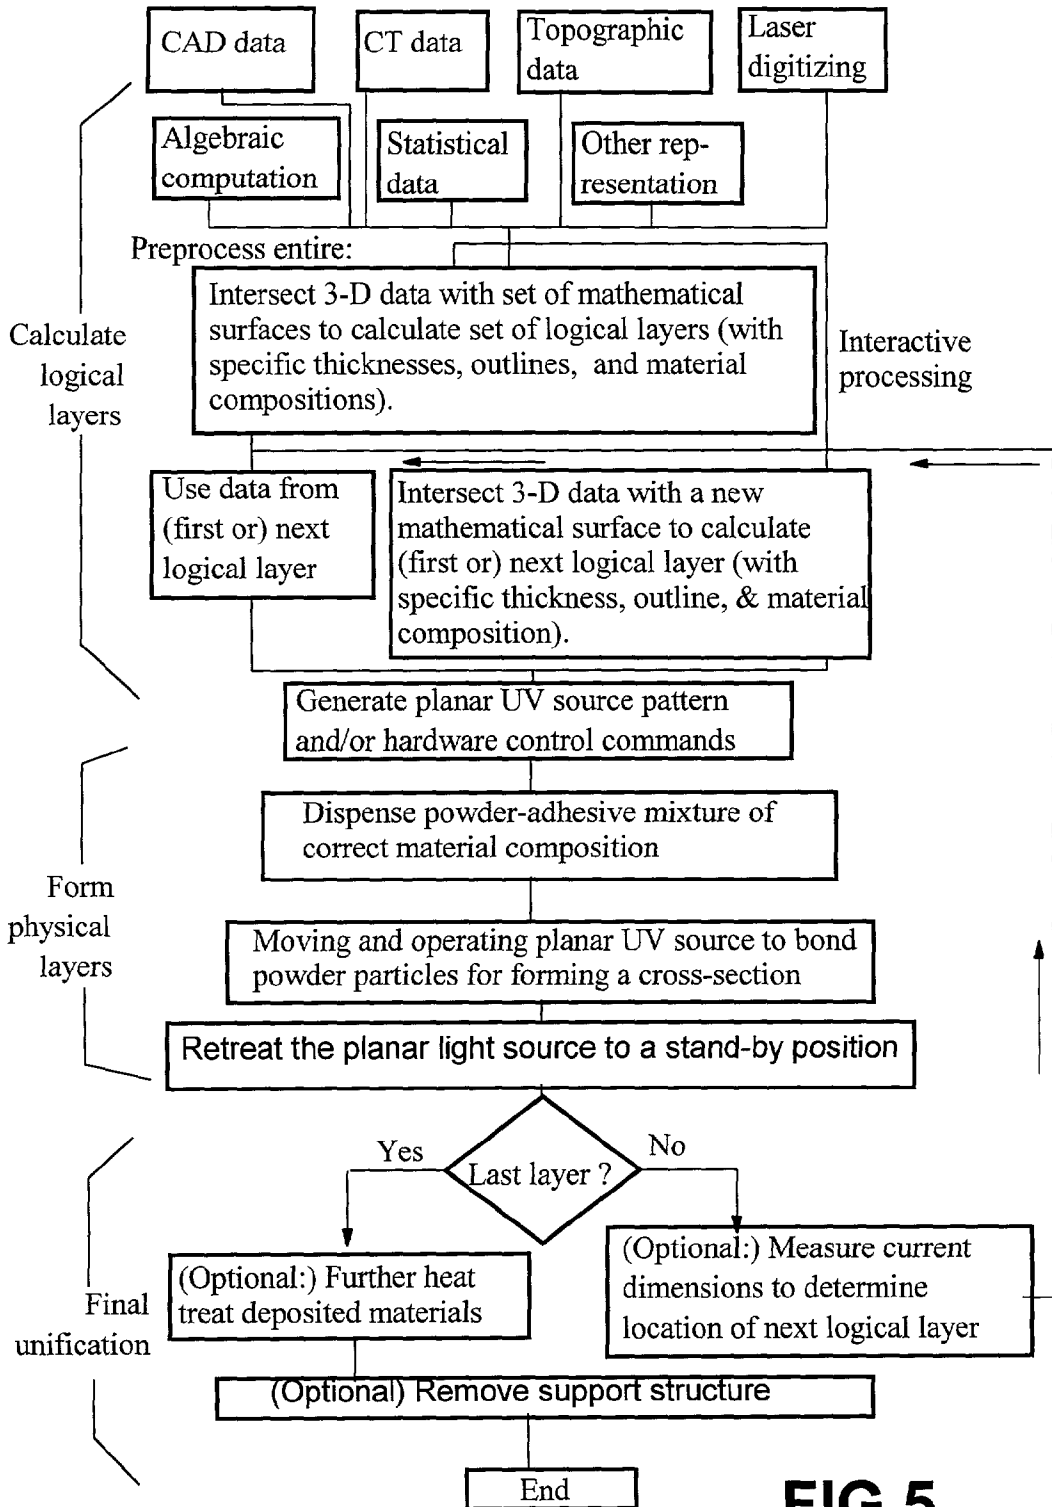 CAD data
CT data
Topographic
data
Laser
digitizing
Algebraic
computation
Statistical
data
Other rep-
resentation
Preprocess entire:
Intersect 3-D data with set of mathematical
surfaces to calculate set of logical layers (with
specific thicknesses, outlines, and material
compositions).
Calculate
logical
layers
Interactive
processing
Use data from
(first or) next
logical layer
Intersect 3-D data with a new
mathematical surface to calculate
(first or) next logical layer (with
specific thickness, outline, & material
composition).
Generate planar UV source pattern
and/or hardware control commands
Dispense powder-adhesive mixture of
correct material composition
Form
physical
layers
Moving and operating planar UV source to bond
powder particles for forming a cross-section
Retreat the planar light source to a stand-by position
Yes
No
Last layer ?
(Optional:) Further heat
treat deposited materials
(Optional:) Measure current
dimensions to determine
location of next logical layer
Final
unification
(Optional) Remove support structure
End
FIG.5